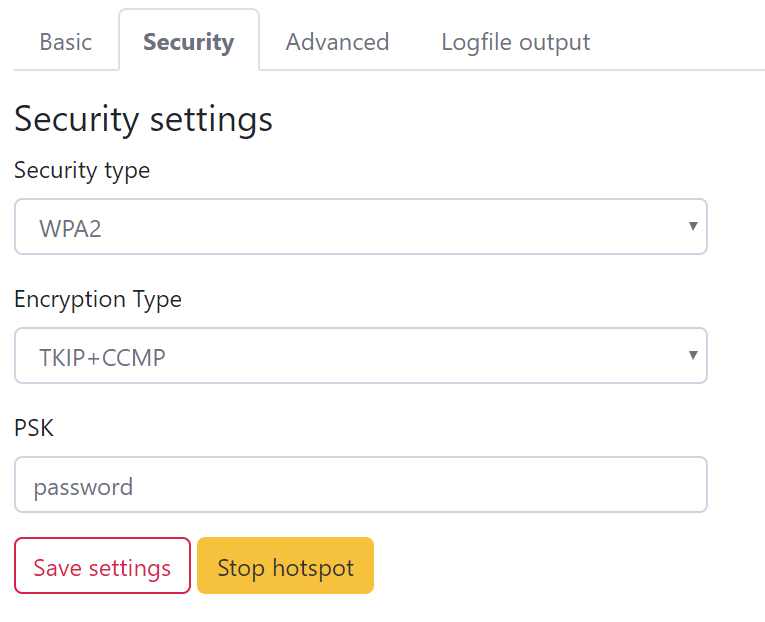 Basic Security Advanced Logfile output
Security settings
Security type
WPA2
Encryption Type
TKIP+CCMP
PSK
password
Save settings Stop hotspot